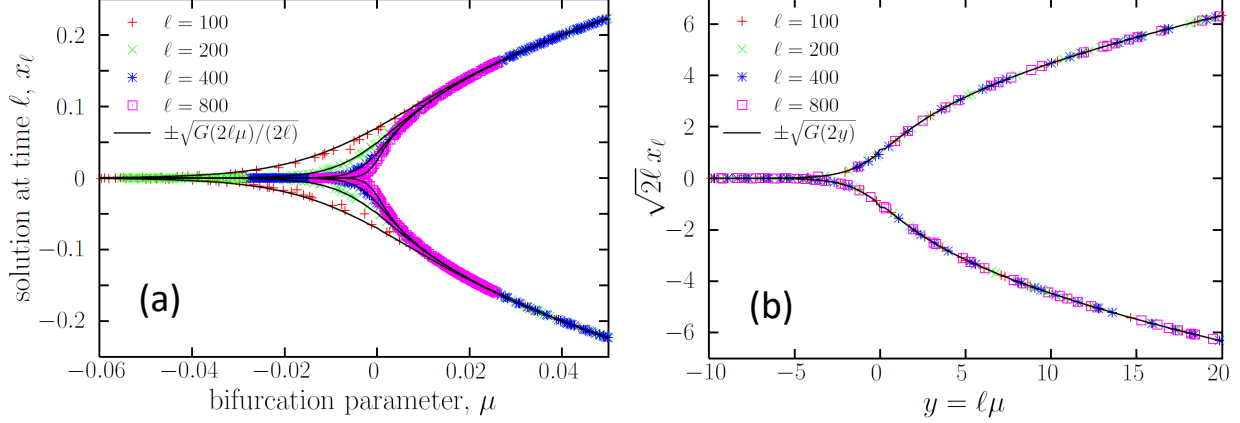 0.2
0.1
0
−0.1
−0.2
solution at time ℓ, xℓ
+ ℓ = 100
× ℓ = 200
∗ ℓ = 400
□ ℓ = 800
— ±√G(2ℓμ)/(2ℓ)
(a)
−0.06 −0.04 −0.02 0 0.02 0.04
bifurcation parameter, μ
6
4
2
0
−2
−4
−6
√2ℓ xℓ
+ ℓ = 100
× ℓ = 200
∗ ℓ = 400
□ ℓ = 800
— ±√G(2y)
(b)
−10 −5 0 5 10 15 20
y = ℓμ